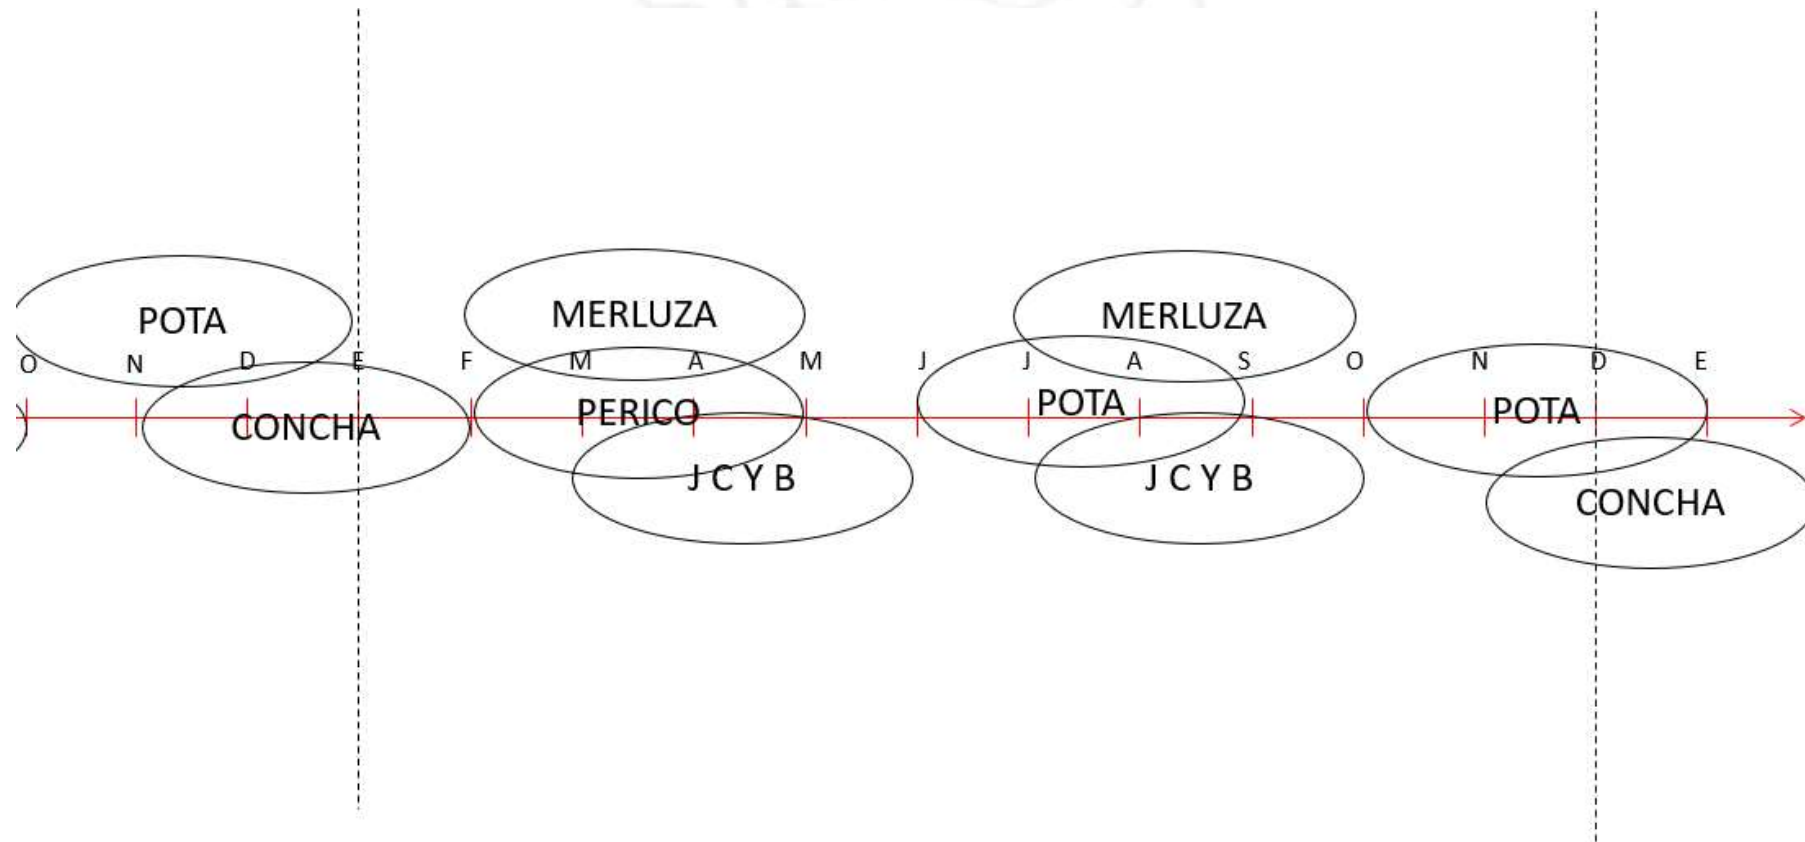 MERLUZA
MERLUZA
POTA
O N D E F M A M J J A S O N D E
POTA
PERICO
POTA
CONCHA
J C Y B
J C Y B
CONCHA